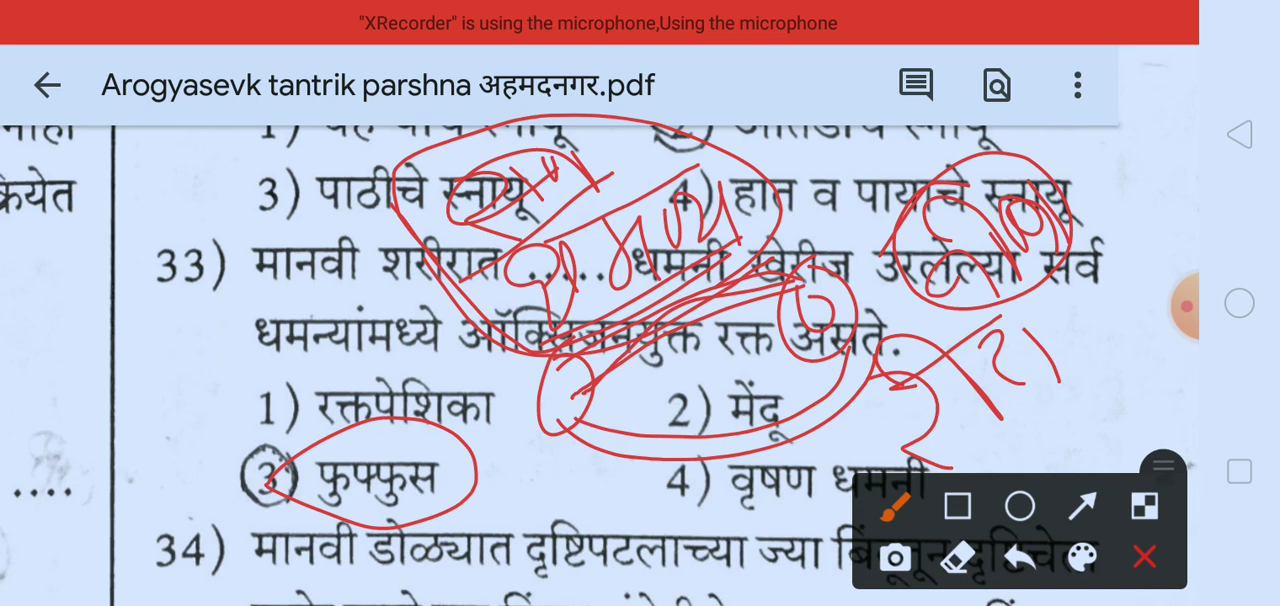 "XRecorder" is using the microphone,Using the microphone
Arogyasevk tantrik parshna अहमदनगर.pdf
क्रियेत
3) पाठीचे स्नायू 4) हात व पायाचे स्नायू
33) मानवी शरीरात ..... धमनी खेरीज उरलेल्या सर्व
धमन्यांमध्ये ऑक्सिजनयुक्त रक्त असते.
1) रक्तपेशिका 2) मेंदू
3) फुफ्फुस 4) वृषण धमनी
....
34) मानवी डोळ्यात दृष्टिपटलाच्या ज्या बिंदूतून दृष्टिचेता